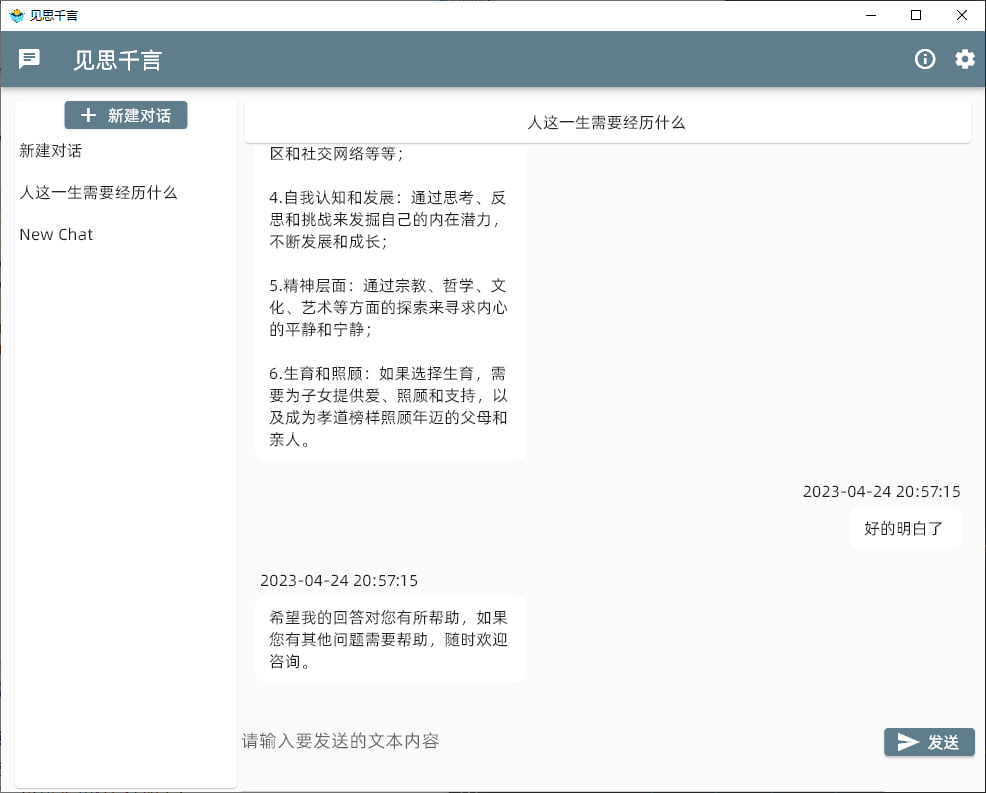 见思千言
见思千言
新建对话
新建对话
人这一生需要经历什么
New Chat
人这一生需要经历什么
区和社交网络等等；
4.自我认知和发展：通过思考、反
思和挑战来发掘自己的内在潜力，
不断发展和成长；
5.精神层面：通过宗教、哲学、文
化、艺术等方面的探索来寻求内心
的平静和宁静；
6.生育和照顾：如果选择生育，需
要为子女提供爱、照顾和支持，以
及成为孝道榜样照顾年迈的父母和
亲人。
2023-04-24 20:57:15
好的明白了
2023-04-24 20:57:15
希望我的回答对您有所帮助，如果
您有其他问题需要帮助，随时欢迎
咨询。
请输入要发送的文本内容
发送